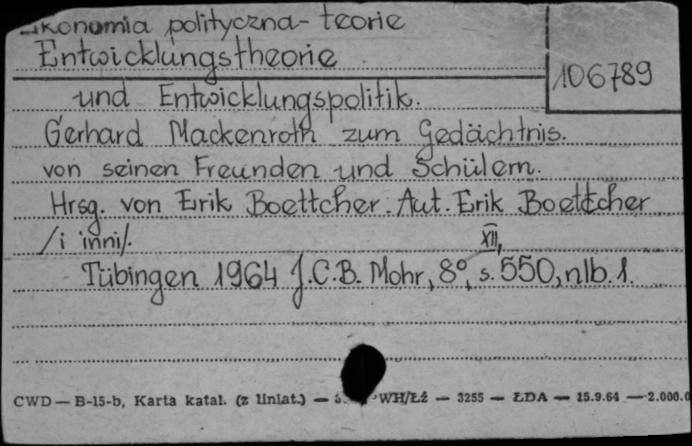 Ekonomia polityczna - teorie
Entwicklungstheorie
106789
und Entwicklungspolitik.
Gerhard Mackenroth zum Gedächtnis.
von seinen Freunden und Schülern.
Hrsg. von Erik Boettcher. Aut. Erik Boettcher
/i inni/.
XII,
Tübingen 1964 J.C.B. Mohr, 8°, s. 550, nlb. 1.
CWD — B-15-b, Karta katal. (z liniat.) — WH/Łź — 3255 — ŁDA — 15.9.64 — 2.000.0